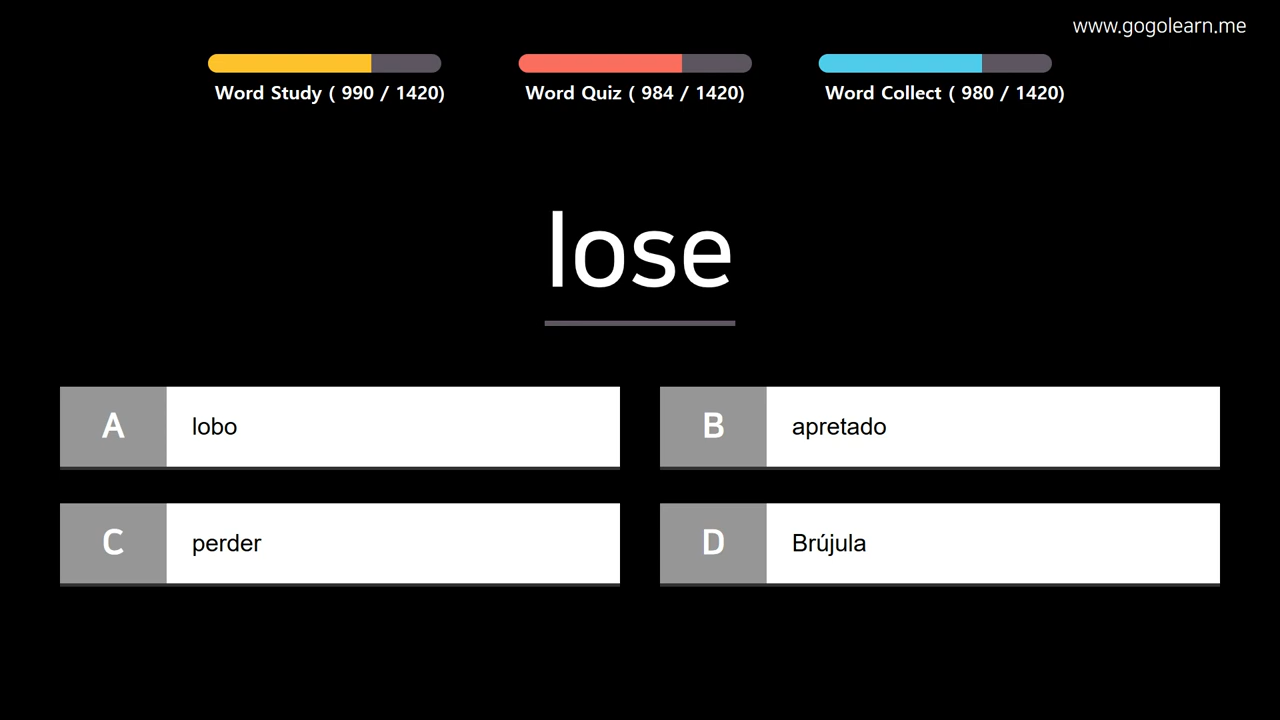 www.gogolearn.me
Word Study ( 990 / 1420)
Word Quiz ( 984 / 1420)
Word Collect ( 980 / 1420)
lose
A lobo
B apretado
C perder
D Brújula